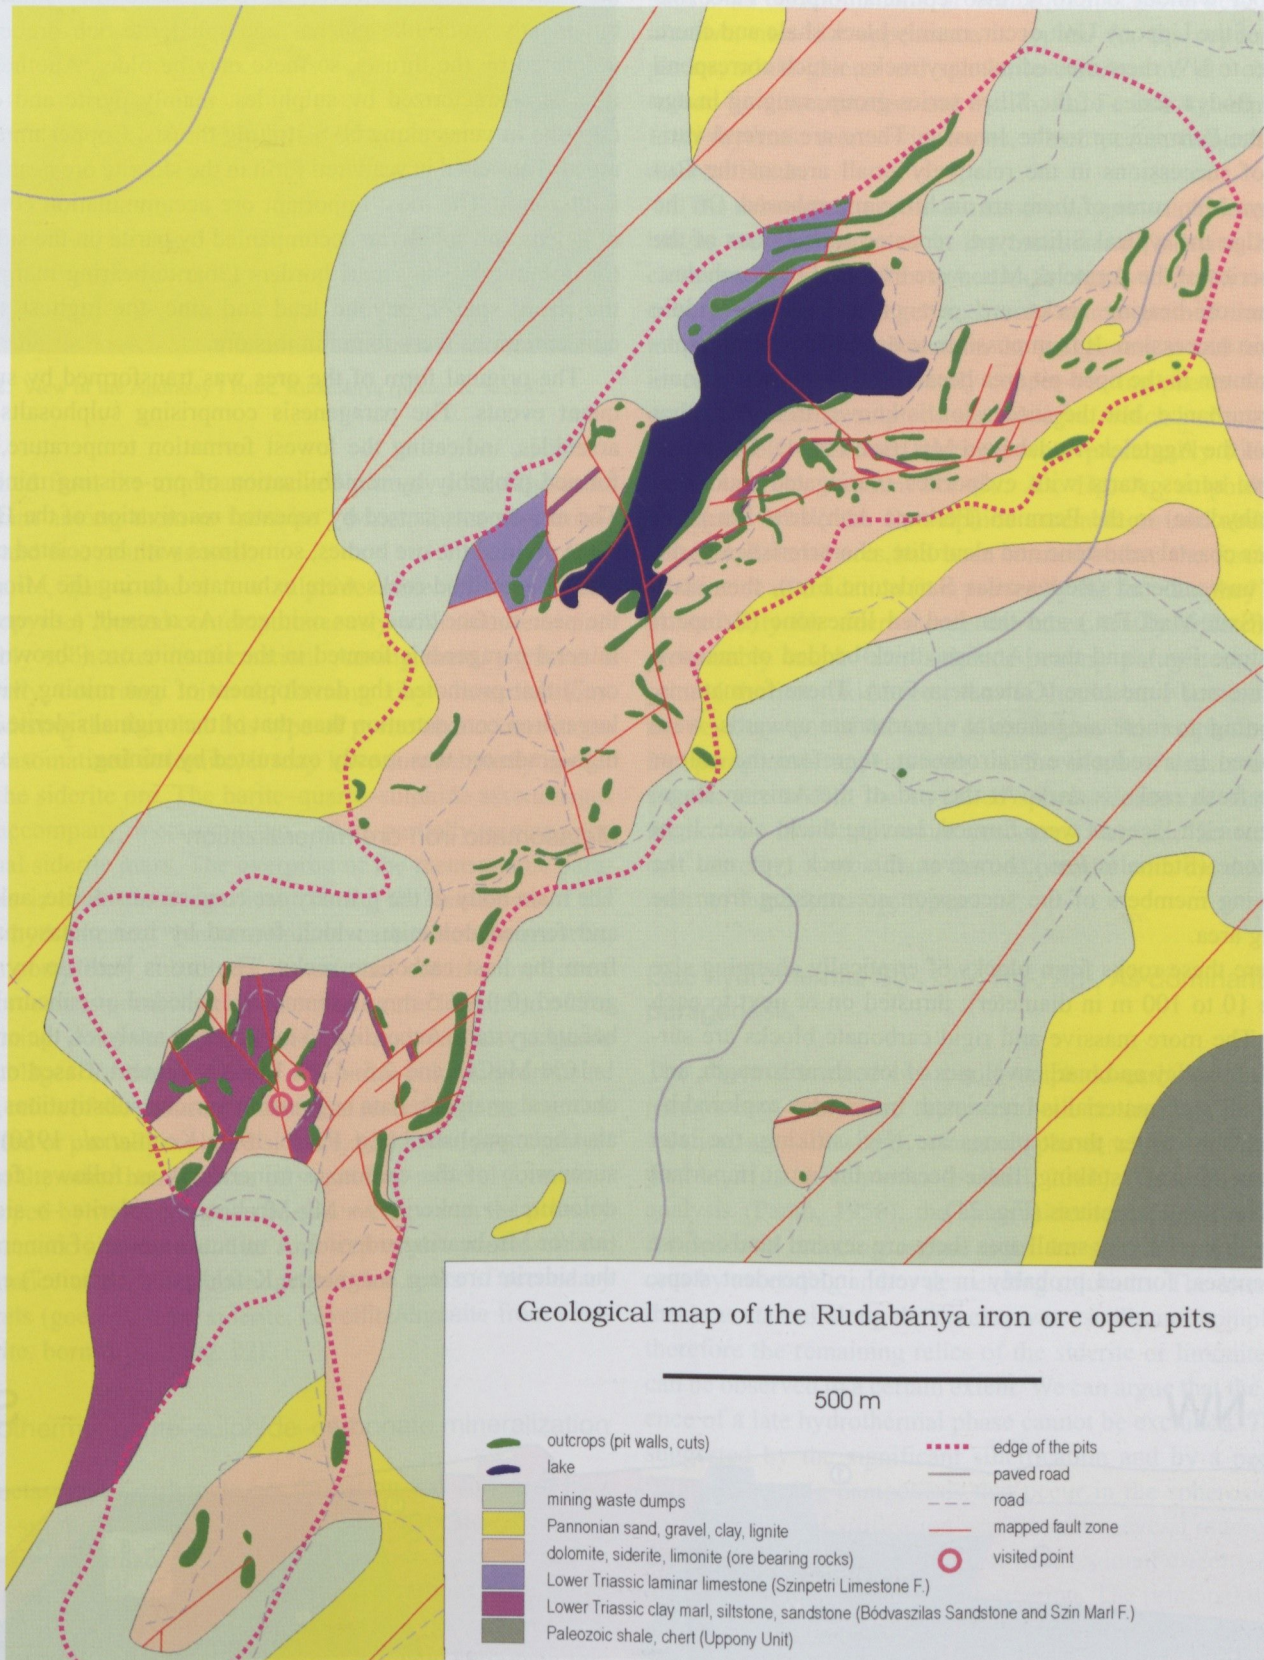 Geological map of the Rudabánya iron ore open pits
500 m
outcrops (pit walls, cuts)
lake
mining waste dumps
Pannonian sand, gravel, clay, lignite
dolomite, siderite, limonite (ore bearing rocks)
Lower Triassic laminar limestone (Szinpetri Limestone F.)
Lower Triassic clay marl, siltstone, sandstone (Bódvaszilas Sandstone and Szin Marl F.)
Paleozoic shale, chert (Uppony Unit)
edge of the pits
paved road
road
mapped fault zone
visited point